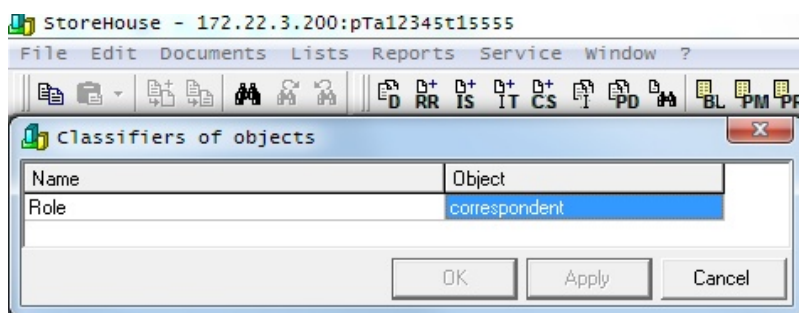 StoreHouse - 172.22.3.200:pTa12345t15555
File Edit Documents Lists Reports Service Window ?
D RR IS IT CS I PD BL PM PR
Classifiers of objects
Name Object
Role correspondent
OK Apply Cancel